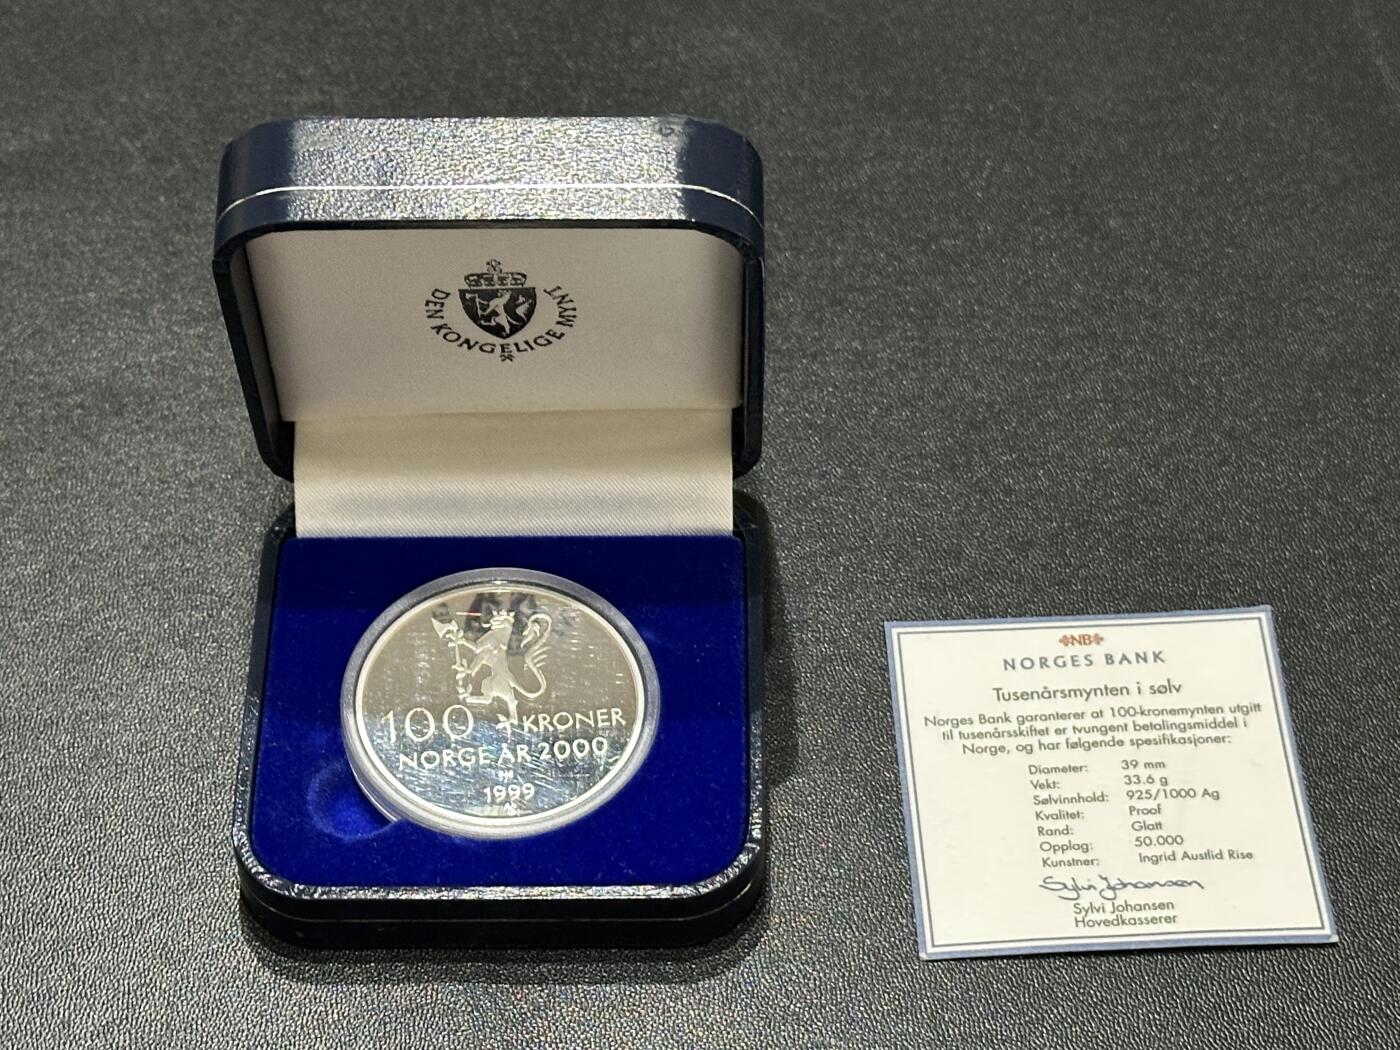 DEN KONGELIGE MYNT
100 KRONER
NORGE ÅR 2000
1999
NB
NORGES BANK
Tusenårsmynten i sølv
Norges Bank garanterer at 100-kronemynten utgitt
til tusenårsskiftet er tvungent betalingsmiddel i
Norge, og har følgende spesifikasjoner:
Diameter: 39 mm
Vekt: 33.6 g
Sølvinnhold: 925/1000 Ag
Kvalitet: Proof
Rand: Glatt
Opplag: 50.000
Kunstner: Ingrid Austlid Rise
Sylvi Johansen
Sylvi Johansen
Hovedkasserer